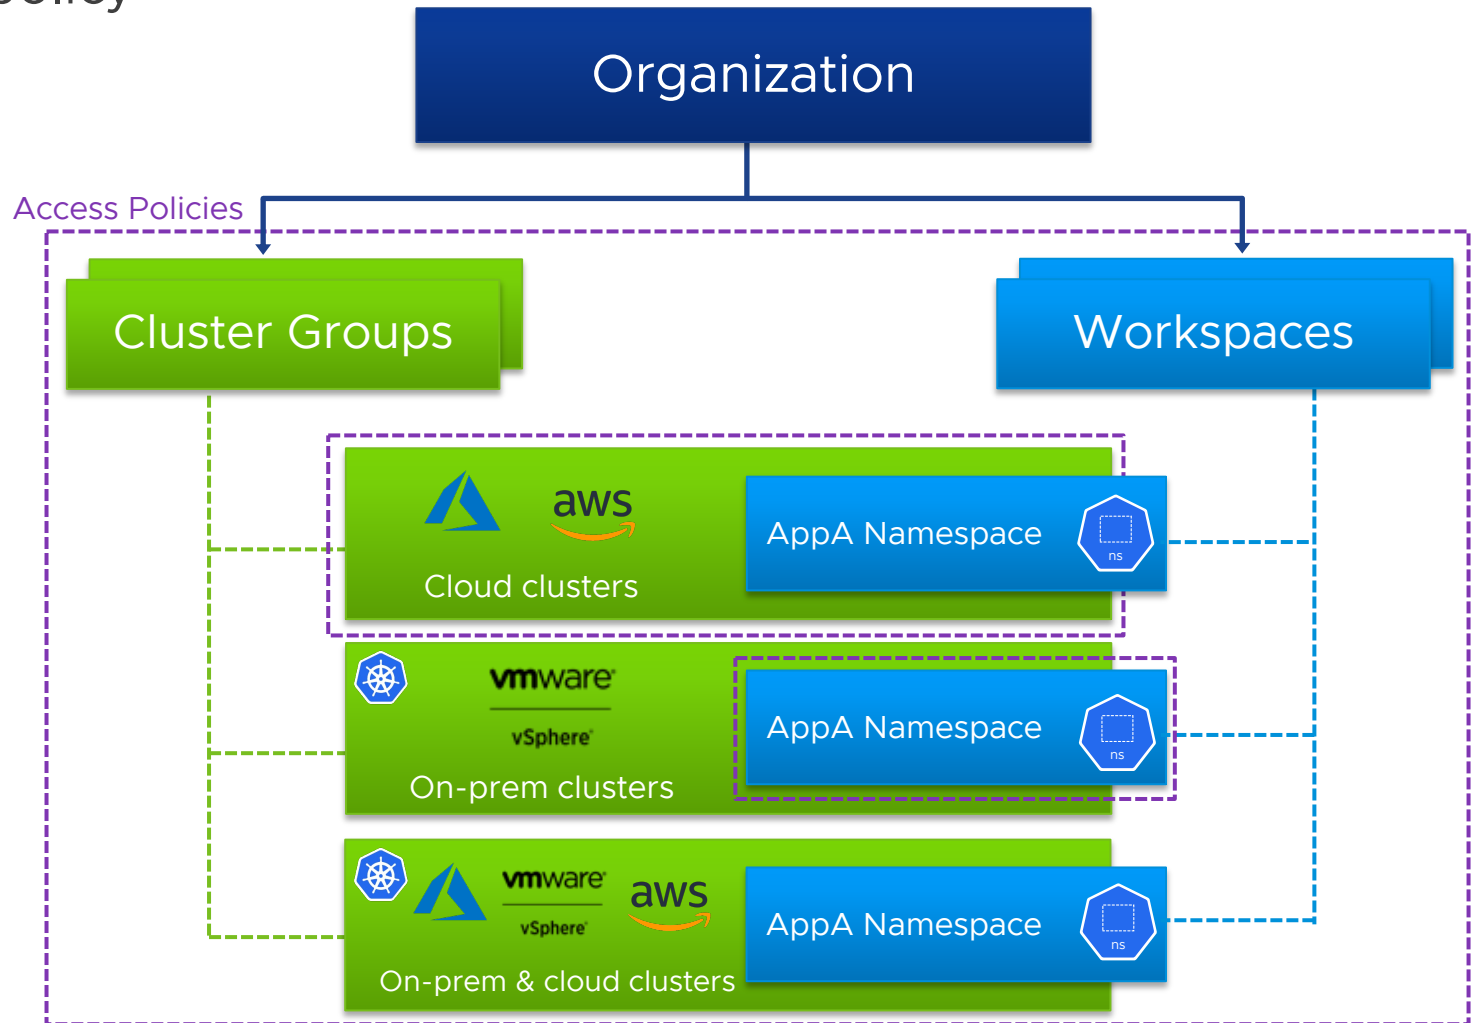 policy
Organization
Access Policies
Cluster Groups
Workspaces
aws
AppA Namespace
ns
Cloud clusters
vmware®
vSphere®
AppA Namespace
ns
On-prem clusters
vmware®
vSphere®
aws
AppA Namespace
ns
On-prem & cloud clusters